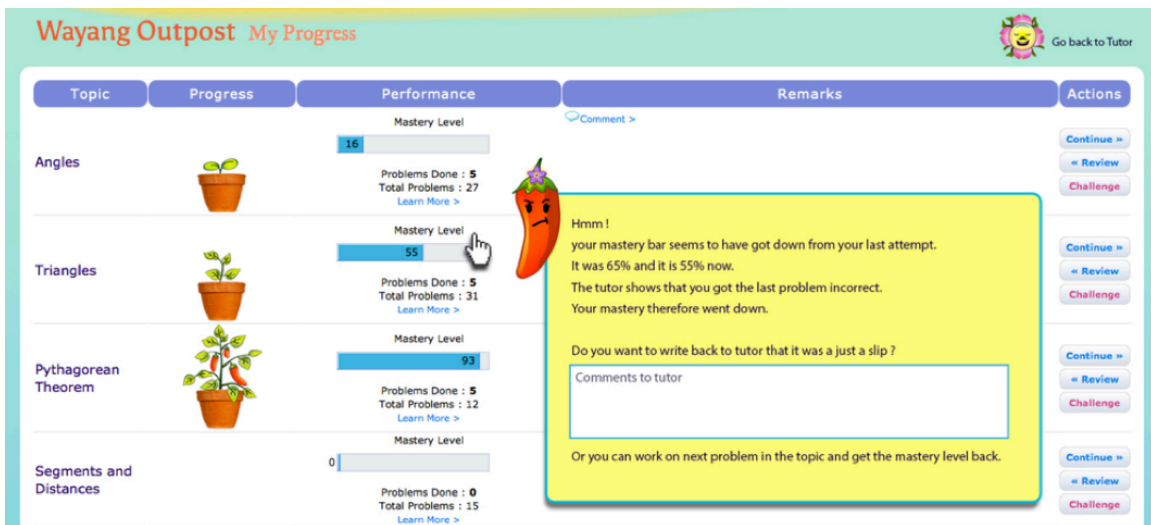 Wayang Outpost My Progress
Go back to Tutor
Topic Progress Performance Remarks Actions
Angles
Mastery Level
16
Problems Done : 5
Total Problems : 27
Learn More >
Comment >
Continue »
« Review
Challenge
Triangles
Mastery Level
55
Problems Done : 5
Total Problems : 31
Learn More >
Continue »
« Review
Challenge
Pythagorean
Theorem
Mastery Level
93
Problems Done : 5
Total Problems : 12
Learn More >
Continue »
« Review
Challenge
Segments and
Distances
Mastery Level
0
Problems Done : 0
Total Problems : 15
Learn More >
Continue »
« Review
Challenge
Hmm !
your mastery bar seems to have got down from your last attempt.
It was 65% and it is 55% now.
The tutor shows that you got the last problem incorrect.
Your mastery therefore went down.
Do you want to write back to tutor that it was a just a slip ?
Comments to tutor
Or you can work on next problem in the topic and get the mastery level back.